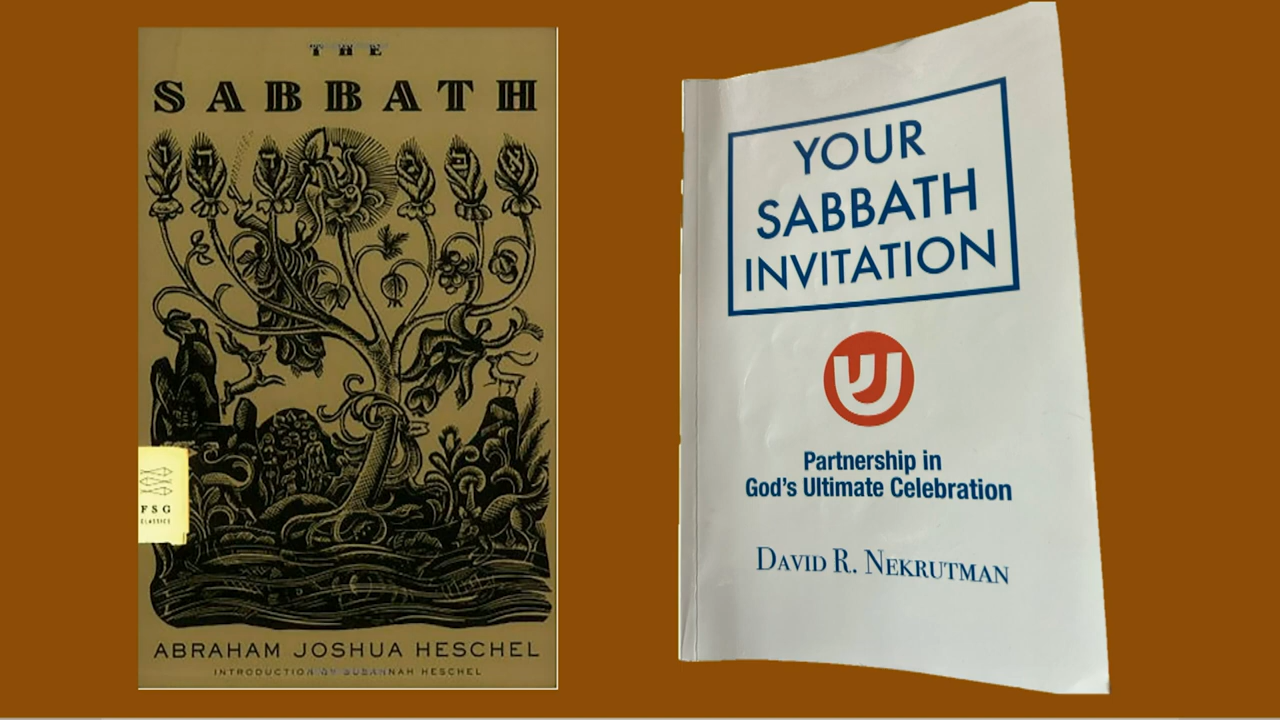 THE
SABBATH
א ב ג ד ה ו
FSG
CLASSICS
ABRAHAM JOSHUA HESCHEL
INTRODUCTION BY SUSANNAH HESCHEL
YOUR
SABBATH
INVITATION
ש
Partnership in
God's Ultimate Celebration
DAVID R. NEKRUTMAN